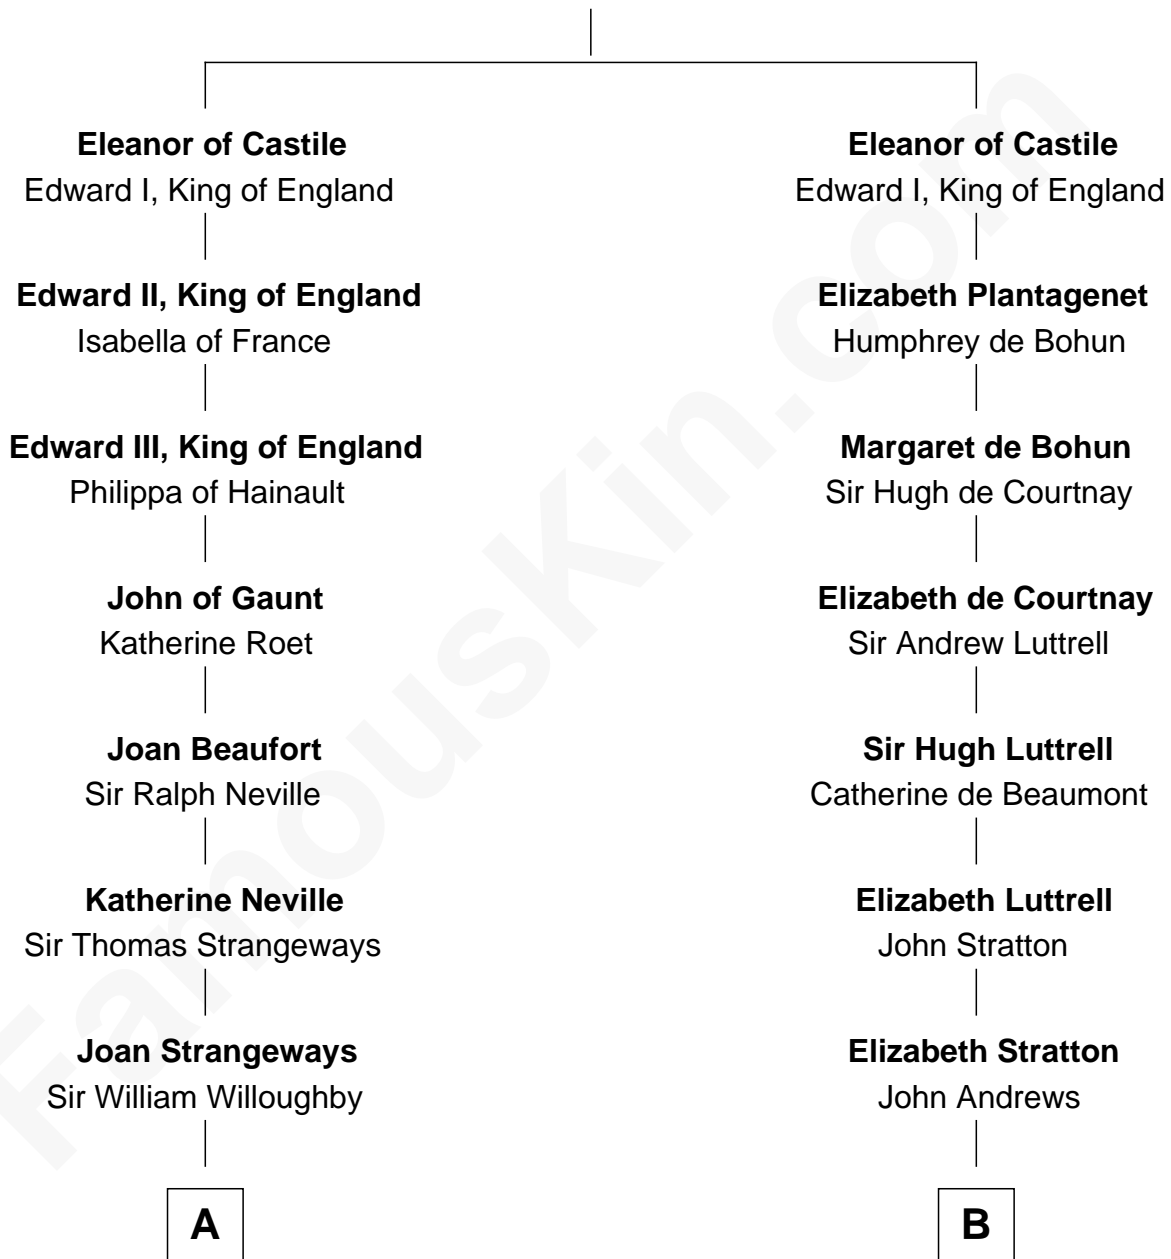 Eleanor of Castile
Edward I, King of England
Edward II, King of England
Isabella of France
Edward III, King of England
Philippa of Hainault
John of Gaunt
Katherine Roet
Joan Beaufort
Sir Ralph Neville
Katherine Neville
Sir Thomas Strangeways
Joan Strangeways
Sir William Willoughby
A
Eleanor of Castile
Edward I, King of England
Elizabeth Plantagenet
Humphrey de Bohun
Margaret de Bohun
Sir Hugh de Courtnay
Elizabeth de Courtnay
Sir Andrew Luttrell
Sir Hugh Luttrell
Catherine de Beaumont
Elizabeth Luttrell
John Stratton
Elizabeth Stratton
John Andrews
B
FamousKin.com